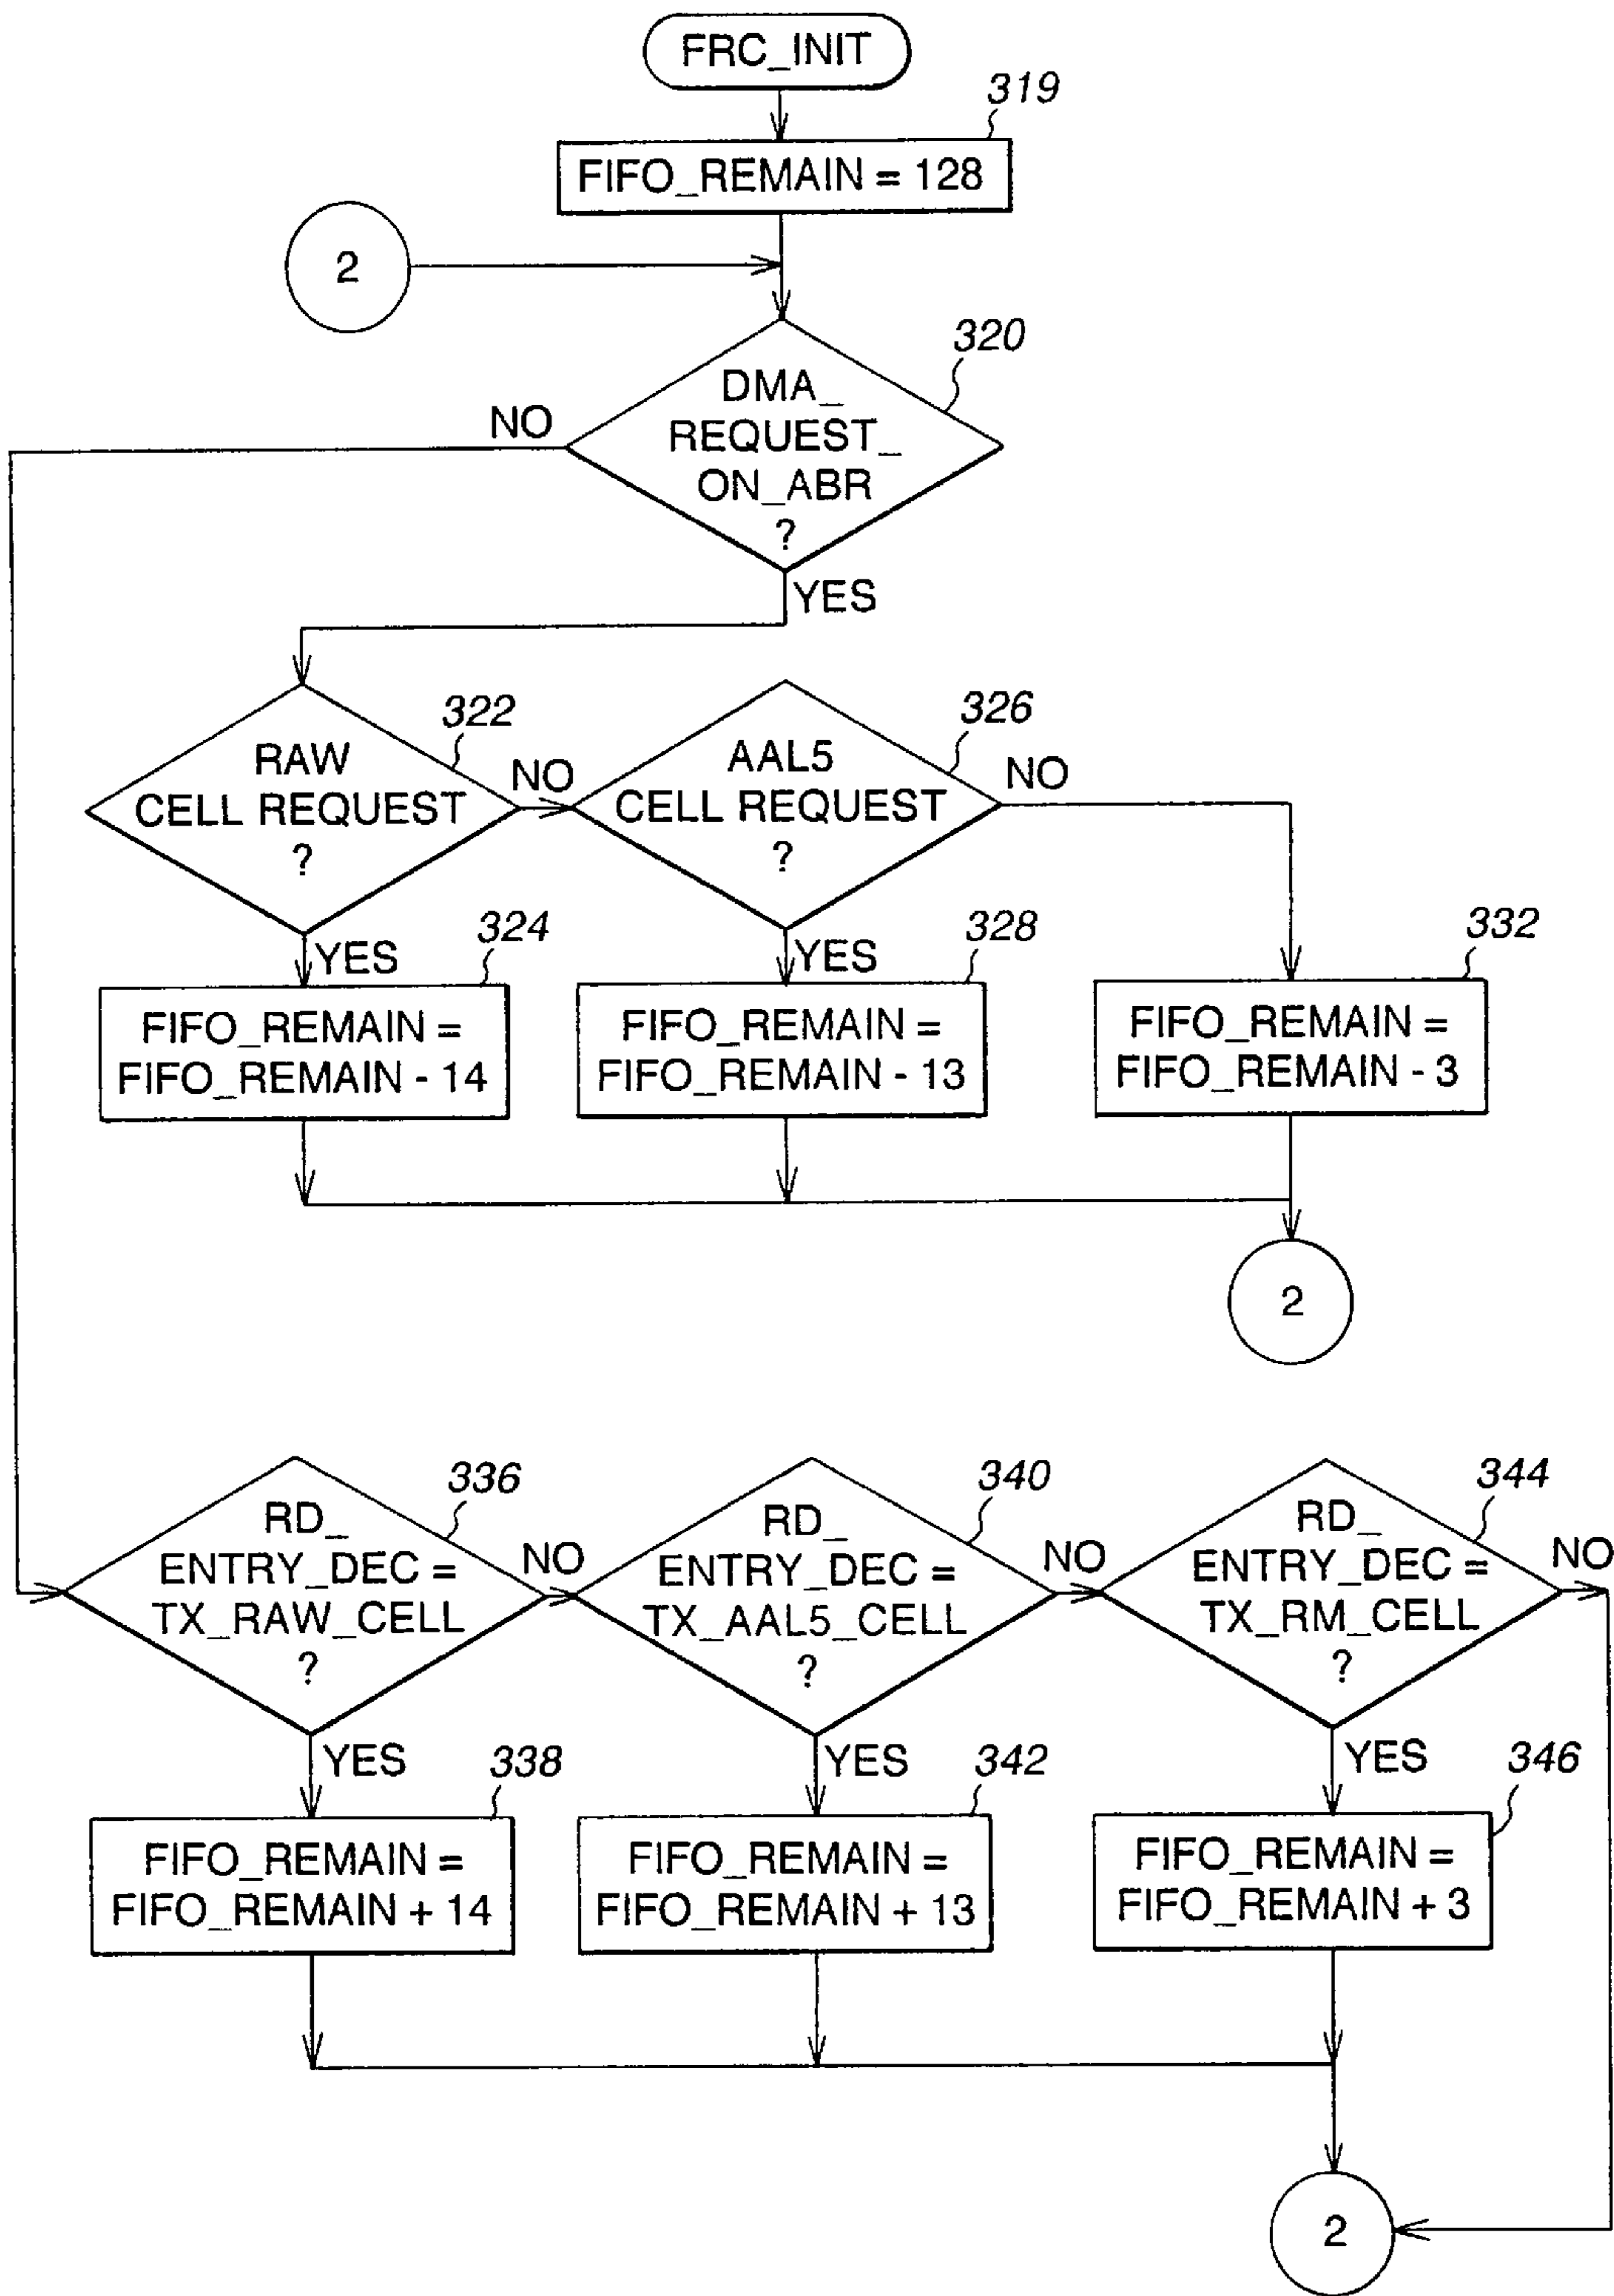 FRC_INIT
319
FIFO_REMAIN = 128
2
320
DMA_
REQUEST_
ON_ABR
?
NO
YES
322
RAW
CELL REQUEST
?
NO
326
AAL5
CELL REQUEST
?
NO
YES
324
FIFO_REMAIN =
FIFO_REMAIN - 14
YES
328
FIFO_REMAIN =
FIFO_REMAIN - 13
332
FIFO_REMAIN =
FIFO_REMAIN - 3
2
336
RD_
ENTRY_DEC =
TX_RAW_CELL
?
NO
340
RD_
ENTRY_DEC =
TX_AAL5_CELL
?
NO
344
RD_
ENTRY_DEC =
TX_RM_CELL
?
NO
YES
338
FIFO_REMAIN =
FIFO_REMAIN + 14
YES
342
FIFO_REMAIN =
FIFO_REMAIN + 13
YES
346
FIFO_REMAIN =
FIFO_REMAIN + 3
2